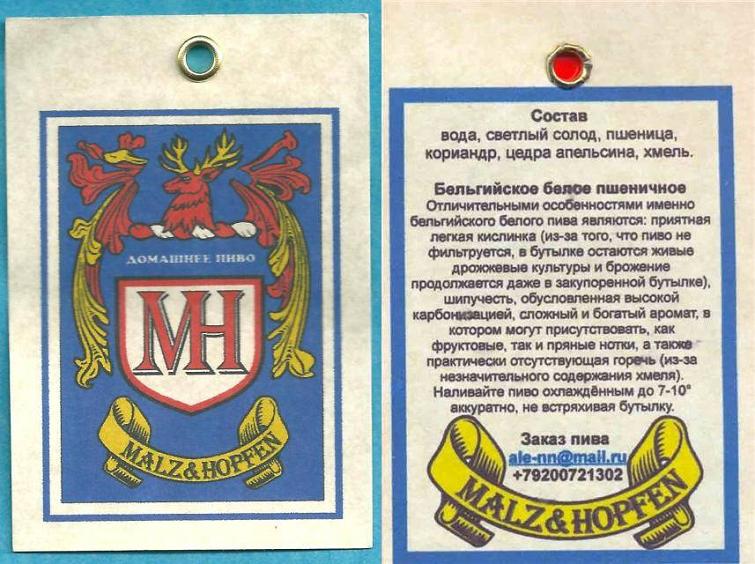 ДОМАШНЕЕ ПИВО
MH
MALZ&HOPFEN
Состав
вода, светлый солод, пшеница,
кориандр, цедра апельсина, хмель.
Бельгийское белое пшеничное
Отличительными особенностями именно
бельгийского белого пива являются: приятная
легкая кислинка (из-за того, что пиво не
фильтруется, в бутылке остаются живые
дрожжевые культуры и брожение
продолжается даже в закупоренной бутылке),
шипучесть, обусловленная высокой
карбонизацией, сложный и богатый аромат, в
котором могут присутствовать, как
фруктовые, так и пряные нотки, а также
практически отсутствующая горечь (из-за
незначительного содержания хмеля).
Наливайте пиво охлаждённым до 7-10°
аккуратно, не встряхивая бутылку.
Заказ пива
ale-nn@mail.ru
+79200721302
MALZ&HOPFEN